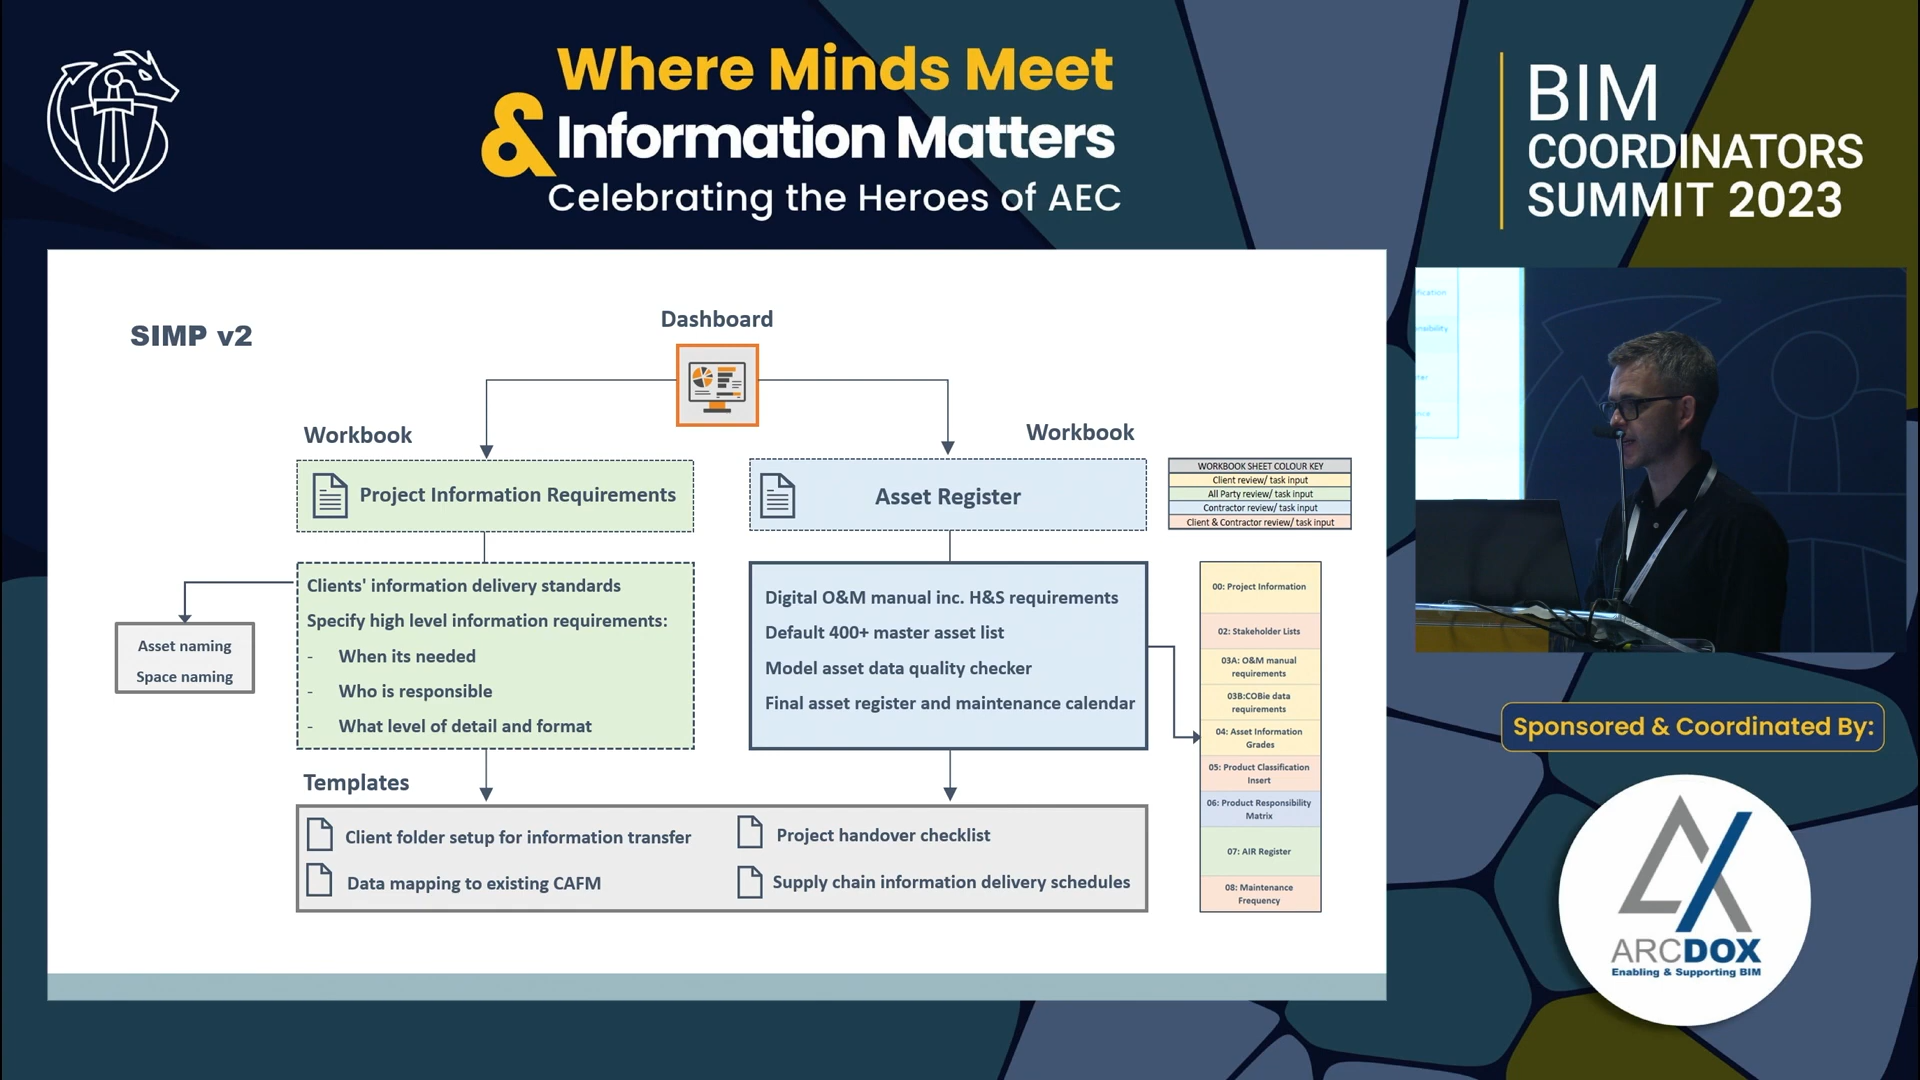 Where Minds Meet
& Information Matters
Celebrating the Heroes of AEC
BIM
COORDINATORS
SUMMIT 2023
SIMP v2
Dashboard
Workbook
Project Information Requirements
Workbook
Asset Register
WORKBOOK SHEET COLOUR KEY
Client review/ task input
All Party review/ task input
Contractor review/ task input
Client & Contractor review/ task input
Asset naming
Space naming
Clients' information delivery standards
Specify high level information requirements:
- When its needed
- Who is responsible
- What level of detail and format
Digital O&M manual inc. H&S requirements
Default 400+ master asset list
Model asset data quality checker
Final asset register and maintenance calendar
00: Project Information
02: Stakeholder Lists
03A: O&M manual
requirements
03B:COBie data
requirements
04: Asset Information
Grades
05: Product Classification
Insert
06: Product Responsibility
Matrix
07: AIR Register
08: Maintenance
Frequency
Templates
Client folder setup for information transfer
Data mapping to existing CAFM
Project handover checklist
Supply chain information delivery schedules
Sponsored & Coordinated By:
ARCDOX
Enabling & Supporting BIM